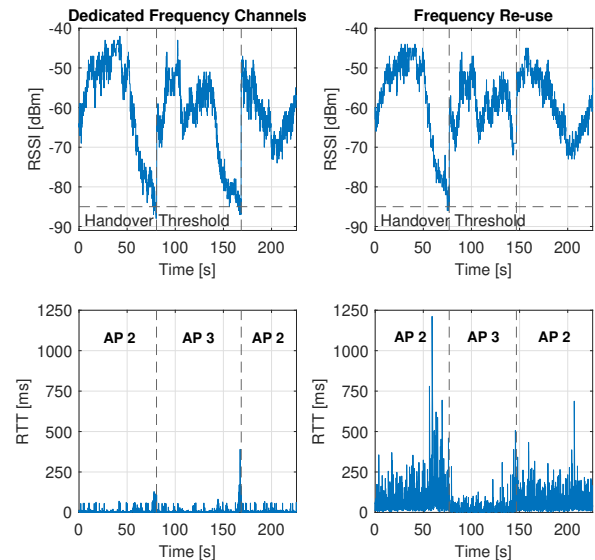 Dedicated Frequency Channels
-40
-50
-60
-70
-80
-90
RSSI [dBm]
Handover Threshold
0 50 100 150 200
Time [s]
Frequency Re-use
-40
-50
-60
-70
-80
-90
RSSI [dBm]
Handover Threshold
0 50 100 150 200
Time [s]
1250
1000
750
500
250
0
RTT [ms]
AP 2 AP 3 AP 2
0 50 100 150 200
Time [s]
1250
1000
750
500
250
0
RTT [ms]
AP 2 AP 3 AP 2
0 50 100 150 200
Time [s]